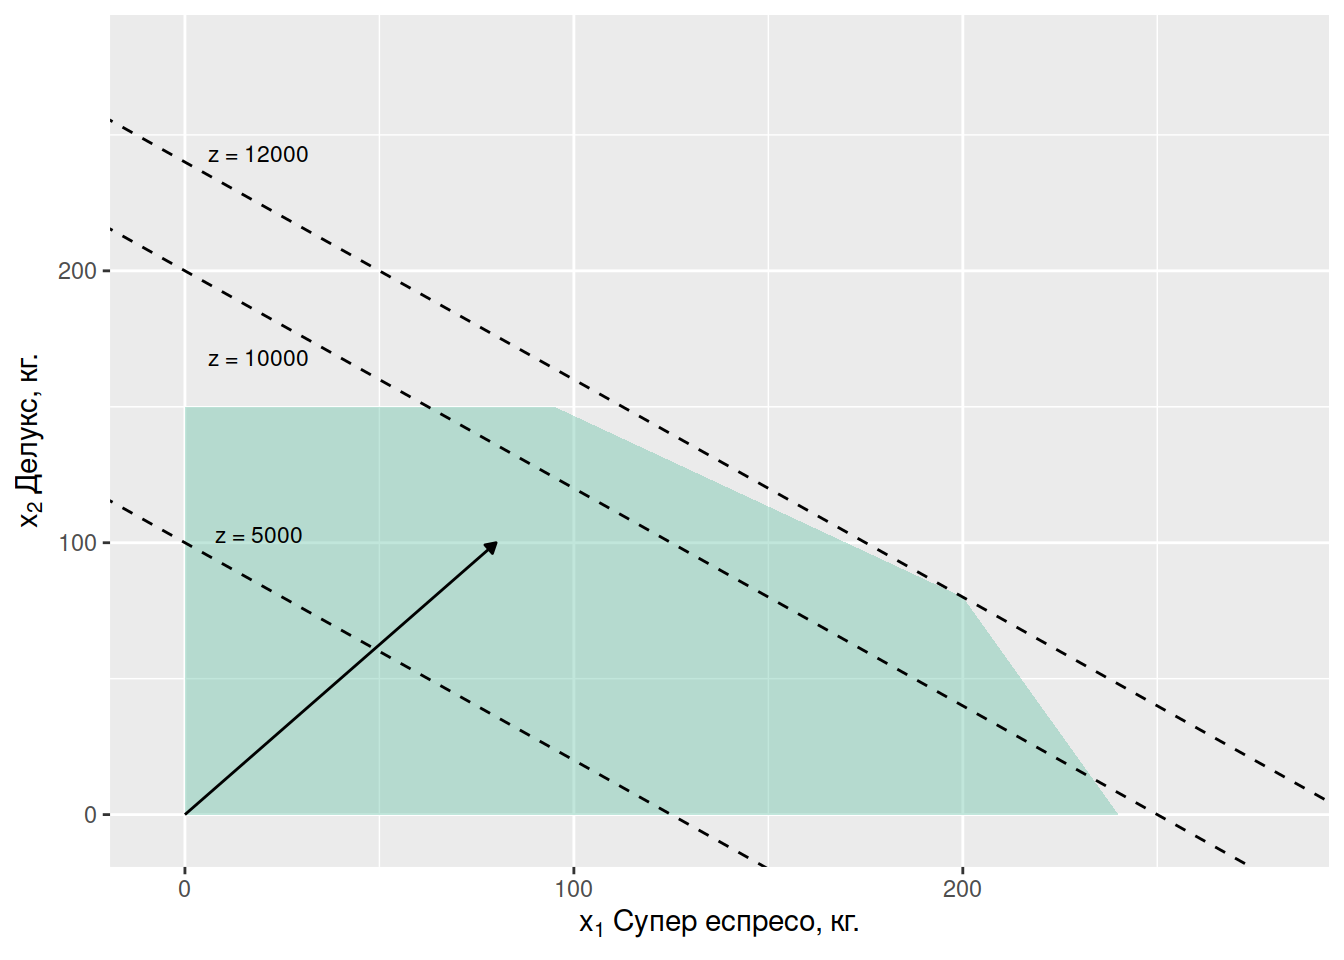 z = 12000
z = 10000
z = 5000
200
100
0
0
100
200
x₂ Делукс, кг.
x₁ Супер еспресо, кг.